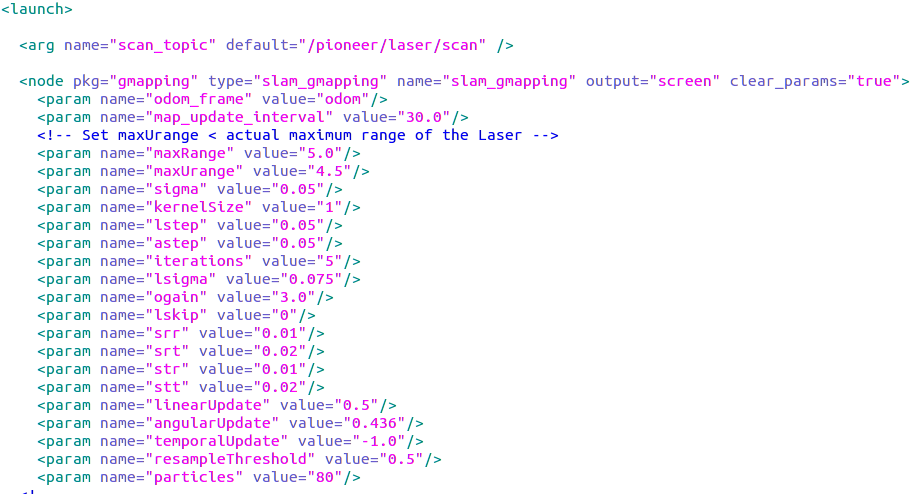 <launch>
<arg name="scan_topic" default="/pioneer/laser/scan" />
<node pkg="gmapping" type="slam_gmapping" name="slam_gmapping" output="screen" clear_params="true">
<param name="odom_frame" value="odom"/>
<param name="map_update_interval" value="30.0"/>
<!-- Set maxUrange < actual maximum range of the Laser -->
<param name="maxRange" value="5.0"/>
<param name="maxUrange" value="4.5"/>
<param name="sigma" value="0.05"/>
<param name="kernelSize" value="1"/>
<param name="lstep" value="0.05"/>
<param name="astep" value="0.05"/>
<param name="iterations" value="5"/>
<param name="lsigma" value="0.075"/>
<param name="ogain" value="3.0"/>
<param name="lskip" value="0"/>
<param name="srr" value="0.01"/>
<param name="srt" value="0.02"/>
<param name="str" value="0.01"/>
<param name="stt" value="0.02"/>
<param name="linearUpdate" value="0.5"/>
<param name="angularUpdate" value="0.436"/>
<param name="temporalUpdate" value="-1.0"/>
<param name="resampleThreshold" value="0.5"/>
<param name="particles" value="80"/>